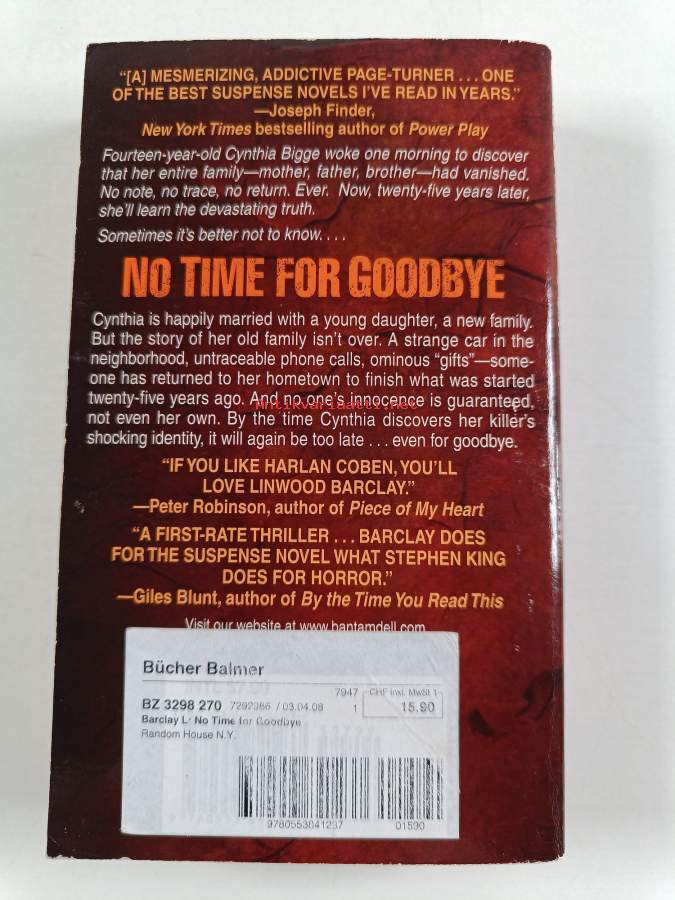 “[A] MESMERIZING, ADDICTIVE PAGE-TURNER . . . ONE
OF THE BEST SUSPENSE NOVELS I’VE READ IN YEARS.”
—Joseph Finder,
New York Times bestselling author of Power Play
Fourteen-year-old Cynthia Bigge woke one morning to discover
that her entire family—mother, father, brother—had vanished.
No note, no trace, no return. Ever. Now, twenty-five years later,
she’ll learn the devastating truth.
Sometimes it’s better not to know. . . .
NO TIME FOR GOODBYE
Cynthia is happily married with a young daughter, a new family.
But the story of her old family isn’t over. A strange car in the
neighborhood, untraceable phone calls, ominous “gifts”—some-
one has returned to her hometown to finish what was started
twenty-five years ago. And no one’s innocence is guaranteed,
Antikvariaatti.net
not even her own. By the time Cynthia discovers her killer’s
shocking identity, it will again be too late . . . even for goodbye.
“IF YOU LIKE HARLAN COBEN, YOU’LL
LOVE LINWOOD BARCLAY.”
—Peter Robinson, author of Piece of My Heart
“A FIRST-RATE THRILLER . . . BARCLAY DOES
FOR THE SUSPENSE NOVEL WHAT STEPHEN KING
DOES FOR HORROR.”
—Giles Blunt, author of By the Time You Read This
Visit our website at www.bantamdell.com
Bücher Balmer
7947 CHF inkl. MwSt 1
BZ 3298 270 7292986 / 03.04.08 1 15.90
Barclay L: No Time for Goodbye
Random House N.Y.
9780553841237 01590